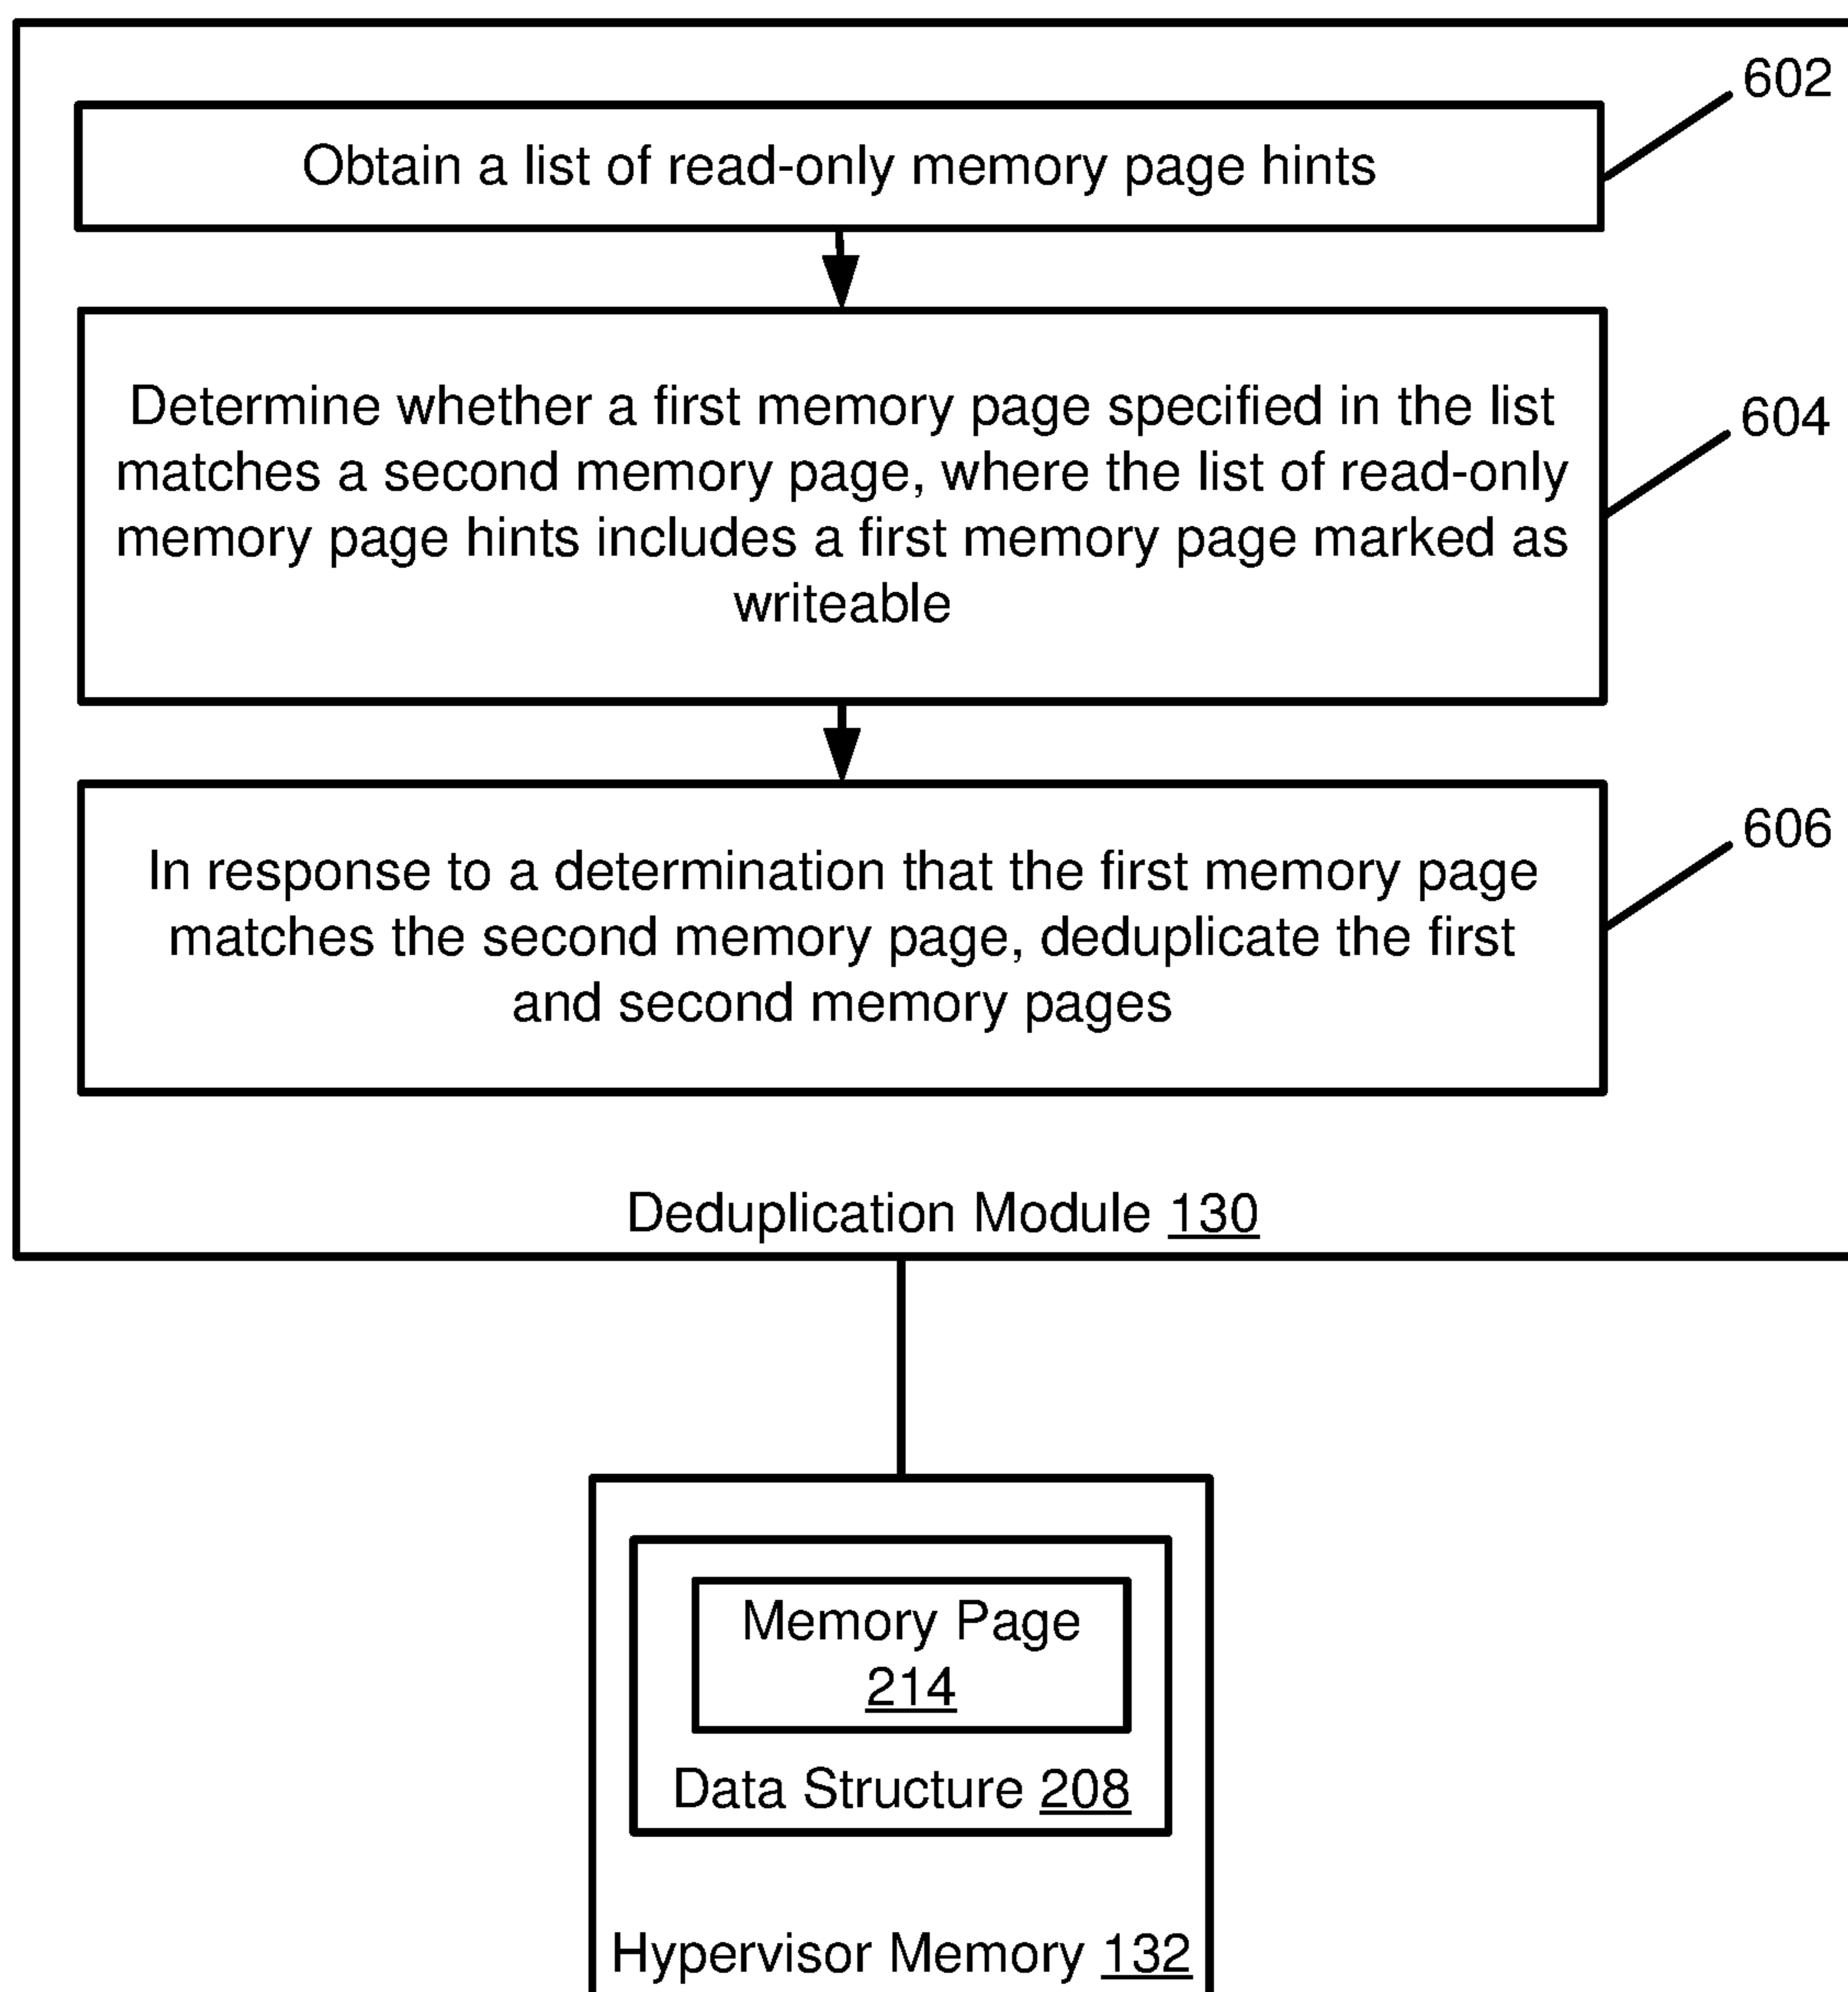 602
Obtain a list of read-only memory page hints
Determine whether a first memory page specified in the list
604
matches a second memory page, where the list of read-only
memory page hints includes a first memory page marked as
writeable
606
In response to a determination that the first memory page
matches the second memory page, deduplicate the first
and second memory pages
Deduplication Module 130
Memory Page
214
Data Structure 208
Hypervisor Memory 132